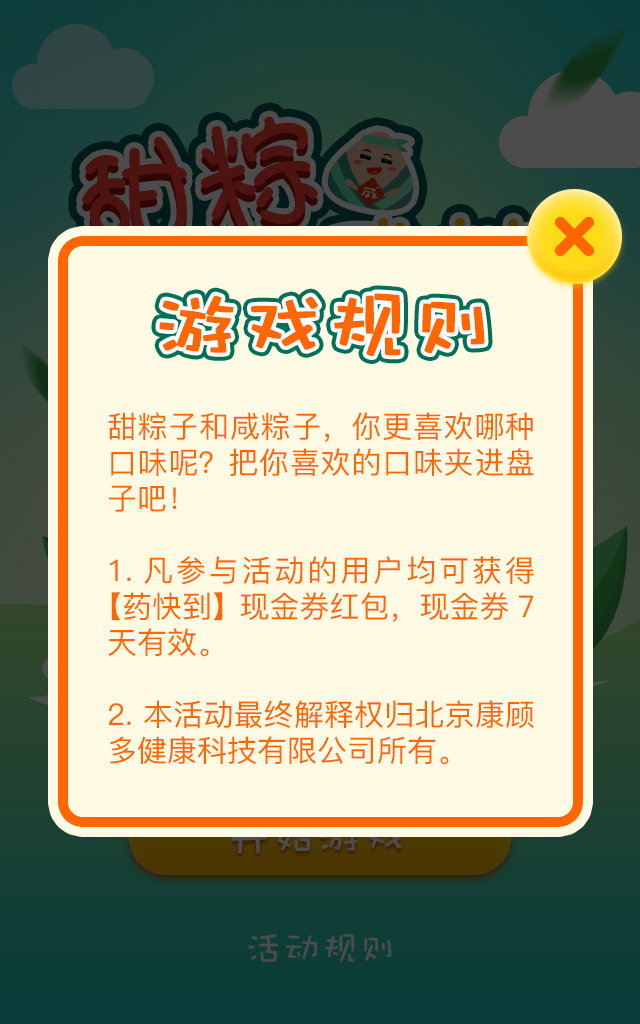 甜粽
咸
游戏规则
甜粽子和咸粽子，你更喜欢哪种
口味呢？把你喜欢的口味夹进盘
子吧！
1. 凡参与活动的用户均可获得
【药快到】现金券红包，现金券 7
天有效。
2. 本活动最终解释权归北京康顾
多健康科技有限公司所有。
开始游戏
活动规则